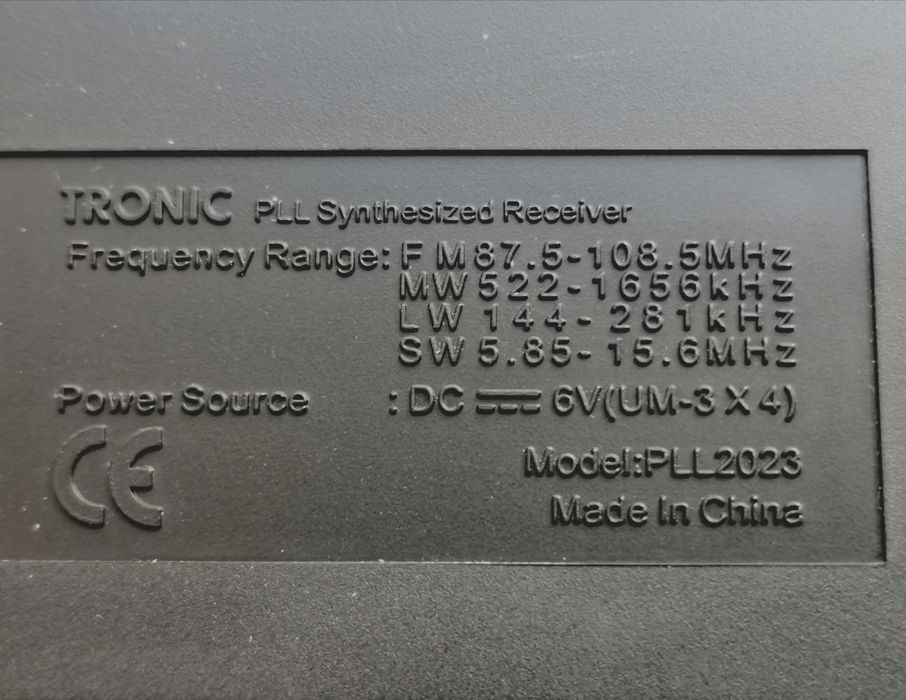 TRONIC PLL Synthesized Receiver
Frequency Range: FM 87.5-108.5MHz
MW 522-1656kHz
LW 144-281kHz
SW 5.85-15.6MHz
Power Source : DC ⎓ 6V(UM-3 X 4)
CE
Model:PLL2023
Made In China